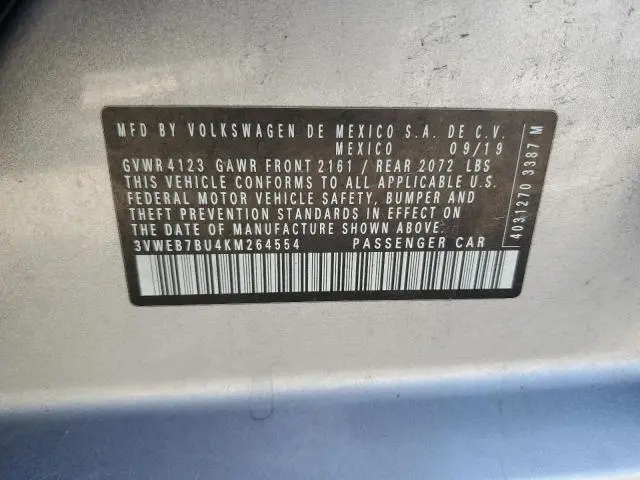 MFD BY VOLKSWAGEN DE MEXICO S.A. DE C.V.
MEXICO 09/19
GVWR 4123 GAWR FRONT 2161 / REAR 2072 LBS
THIS VEHICLE CONFORMS TO ALL APPLICABLE U.S.
FEDERAL MOTOR VEHICLE SAFETY, BUMPER AND
THEFT PREVENTION STANDARDS IN EFFECT ON
THE DATE OF MANUFACTURE SHOWN ABOVE.
3VWEB7BU4KM264554 PASSENGER CAR
4031270 3387 M